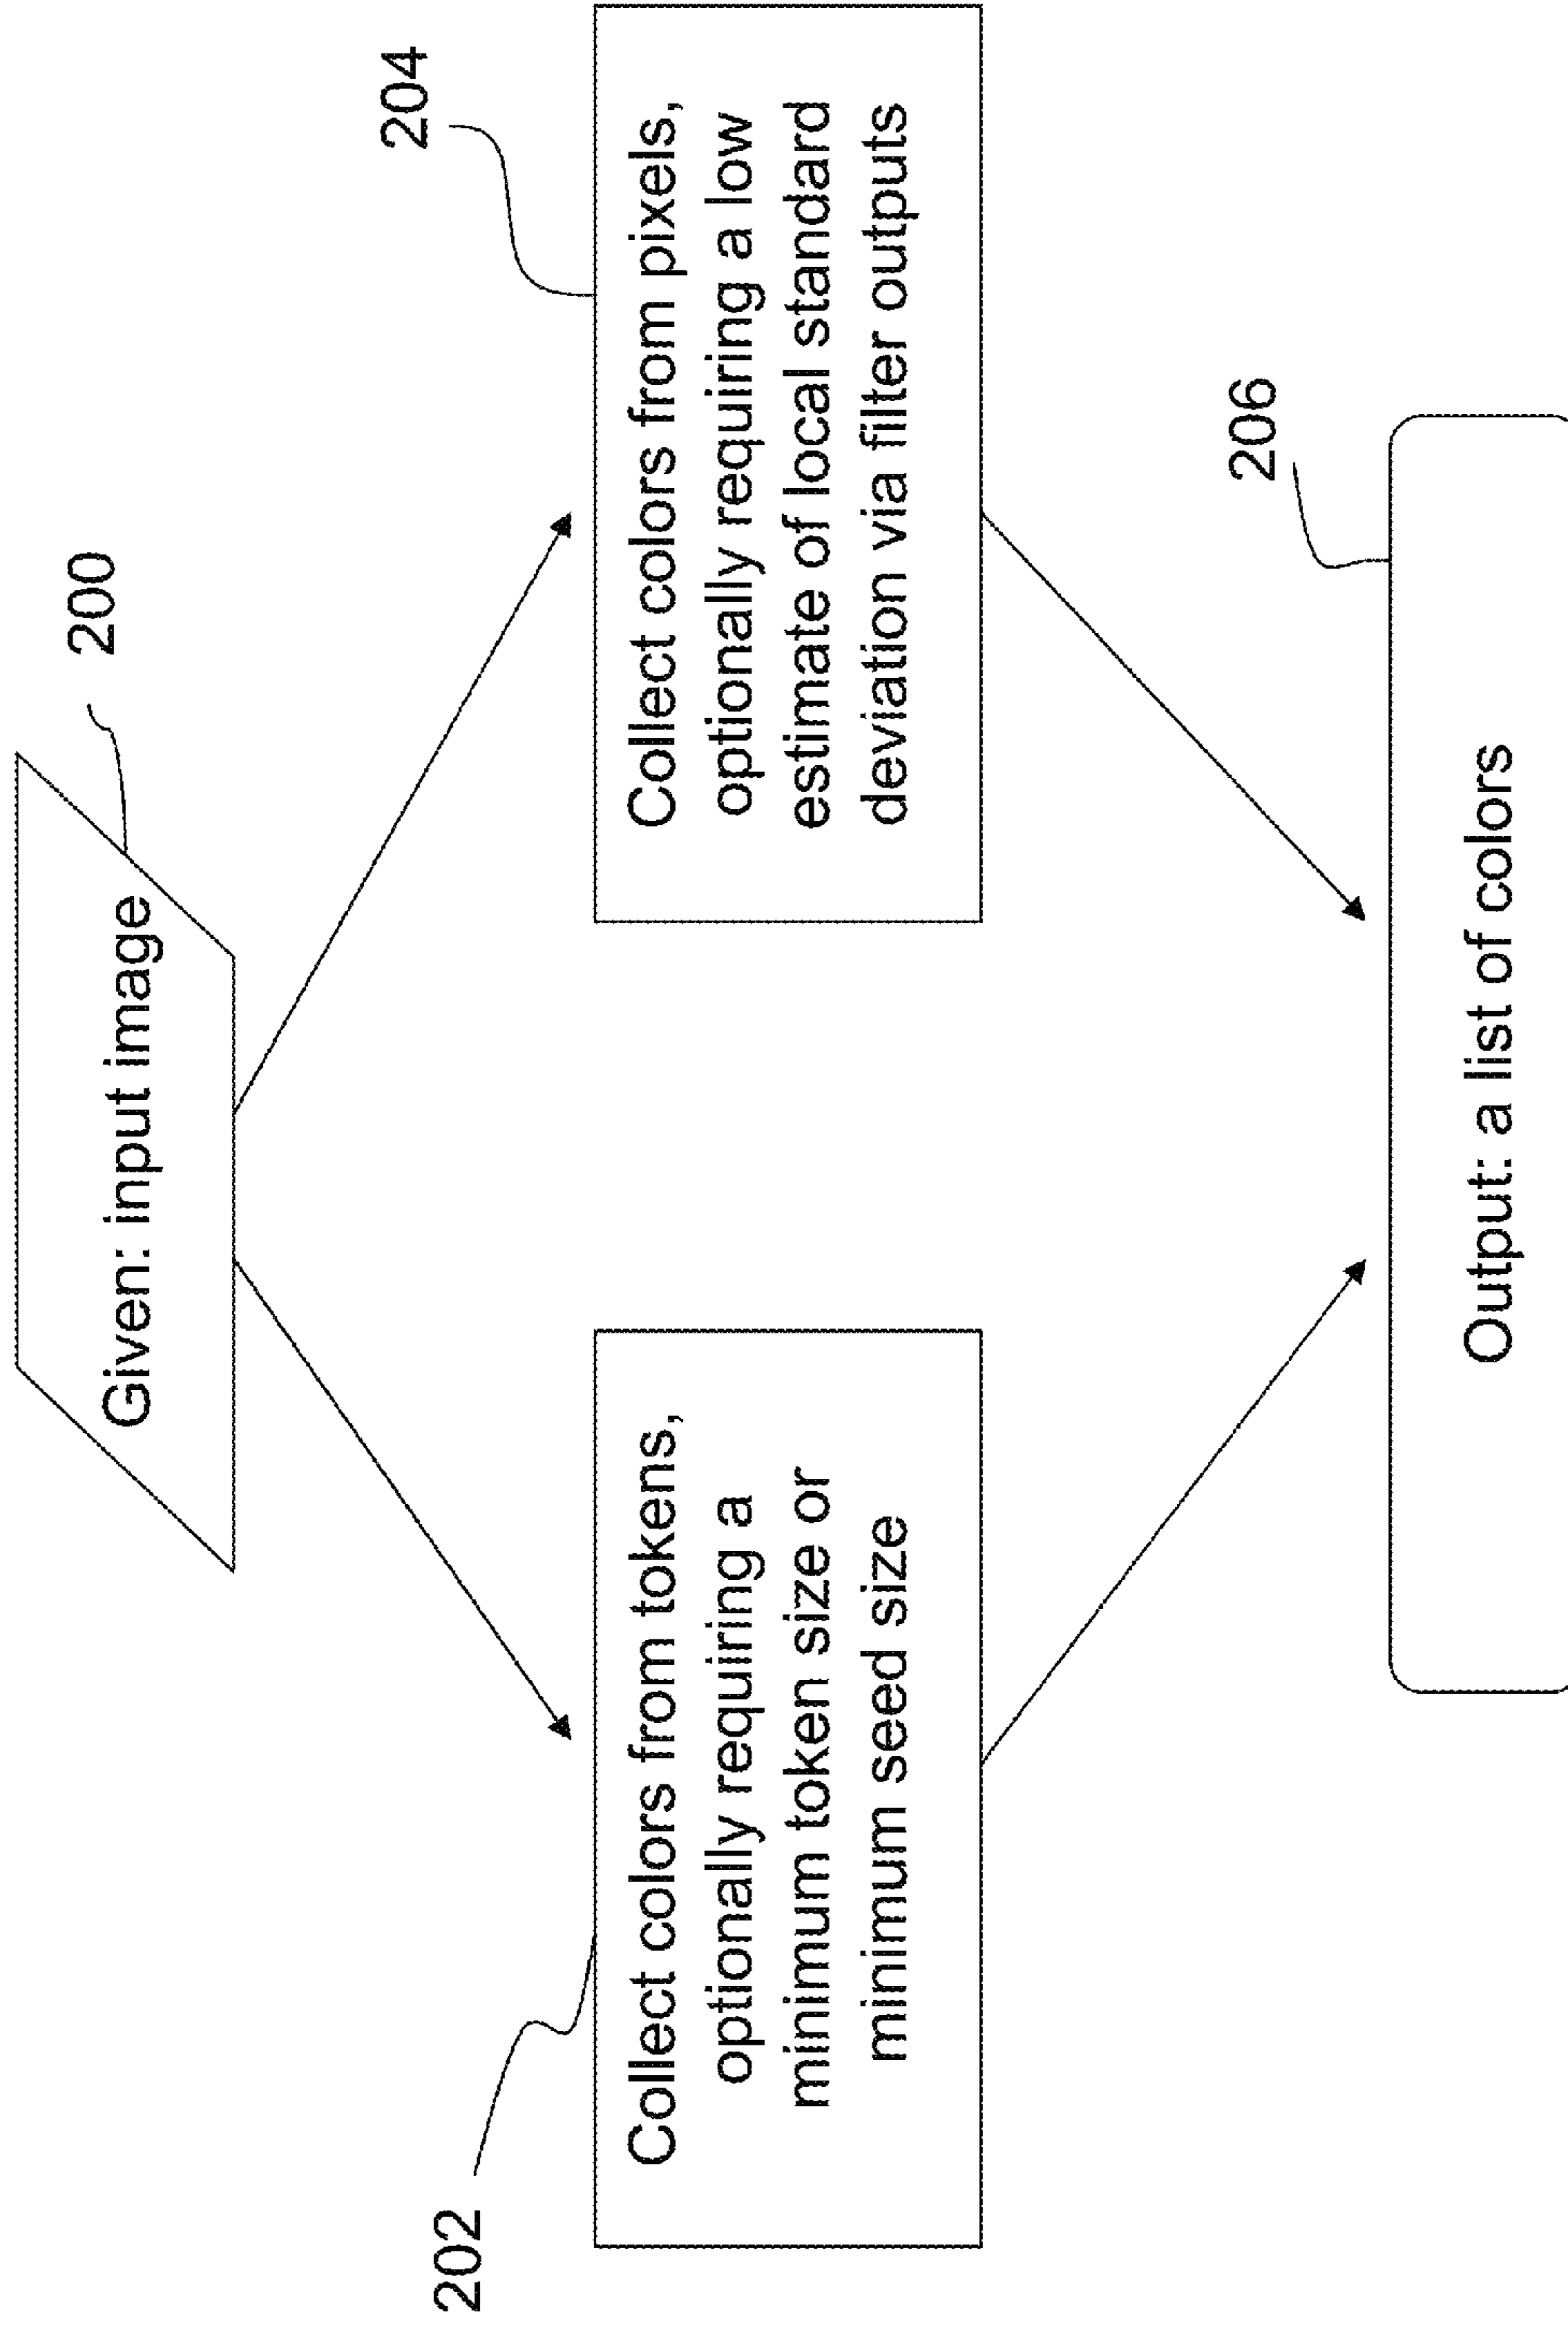 200
Given: input image
202
204
Collect colors from tokens,
optionally requiring a
minimum token size or
minimum seed size
Collect colors from pixels,
optionally requiring a low
estimate of local standard
deviation via filter outputs
206
Output: a list of colors